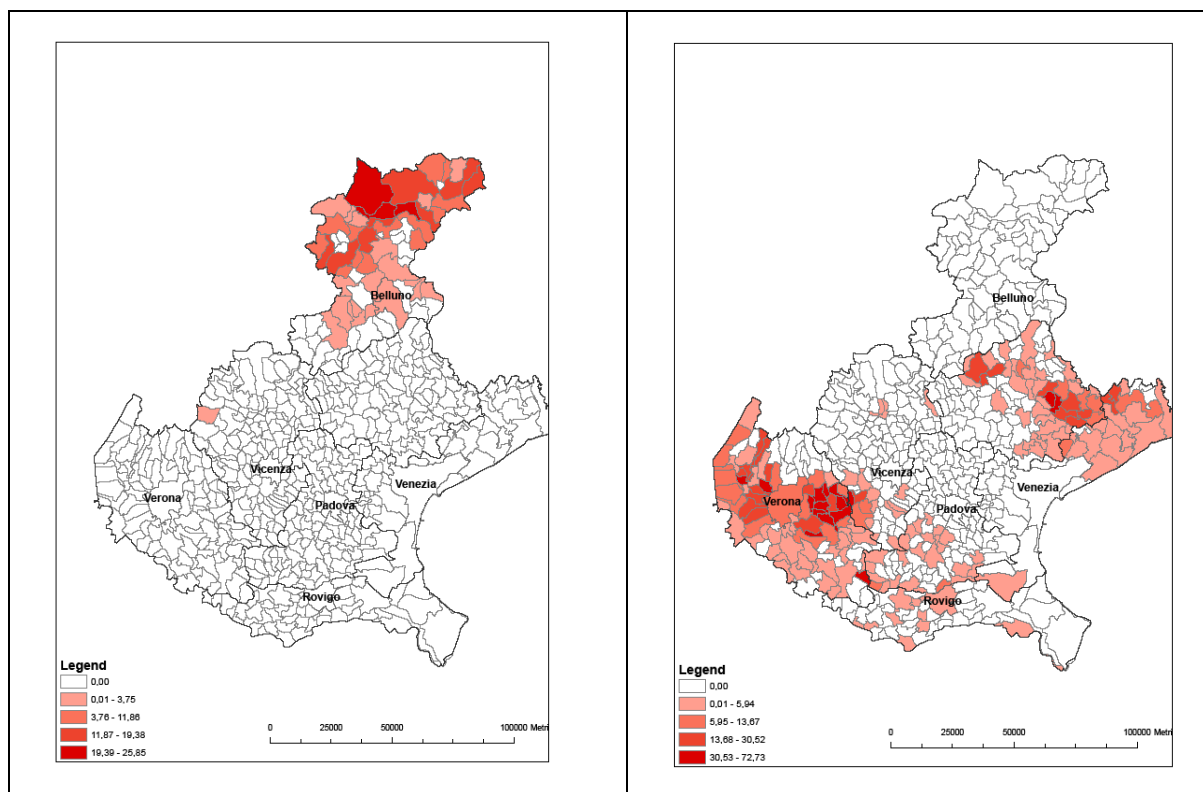 Belluno
Vicenza
Venezia
Verona
Padova
Rovigo
Legend
0,00
0,01 - 3,75
3,76 - 11,86
11,87 - 19,38
19,39 - 25,85
0 25000 50000 100000 Metri
Belluno
Vicenza
Venezia
Verona
Padova
Rovigo
Legend
0,00
0,01 - 5,94
5,95 - 13,67
13,68 - 30,52
30,53 - 72,73
0 25000 50000 100000 Metri